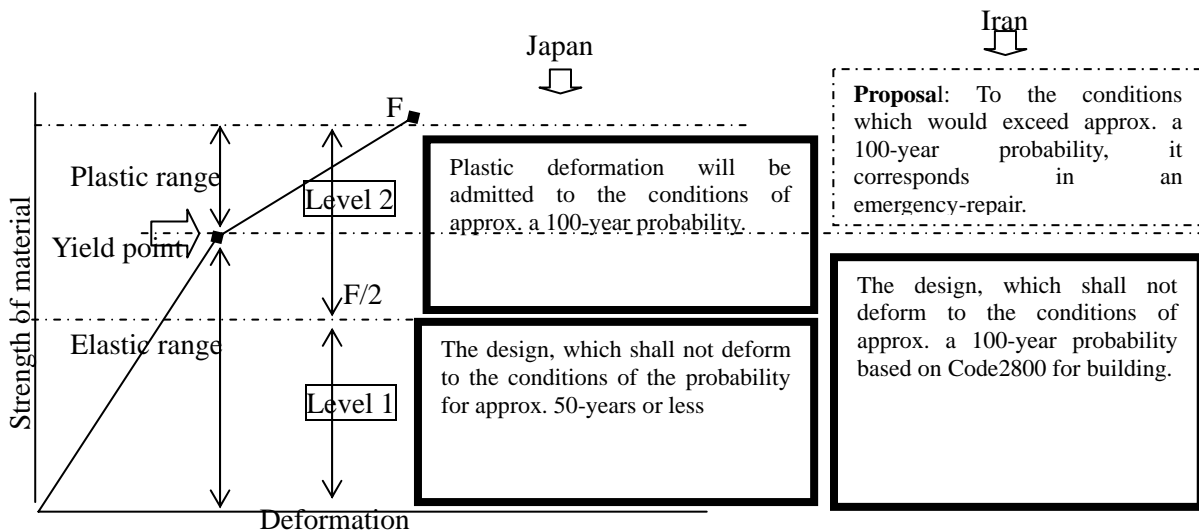 Iran
Japan
Proposal: To the conditions
which would exceed approx. a
100-year probability, it
corresponds in an
emergency-repair.
F
Plastic range
Level 2
Plastic deformation will be
admitted to the conditions of
approx. a 100-year probability.
Yield point
F/2
Elastic range
Level 1
The design, which shall not deform
to the conditions of the probability
for approx. 50-years or less
The design, which shall not
deform to the conditions of
approx. a 100-year probability
based on Code2800 for building.
Strength of material
Deformation